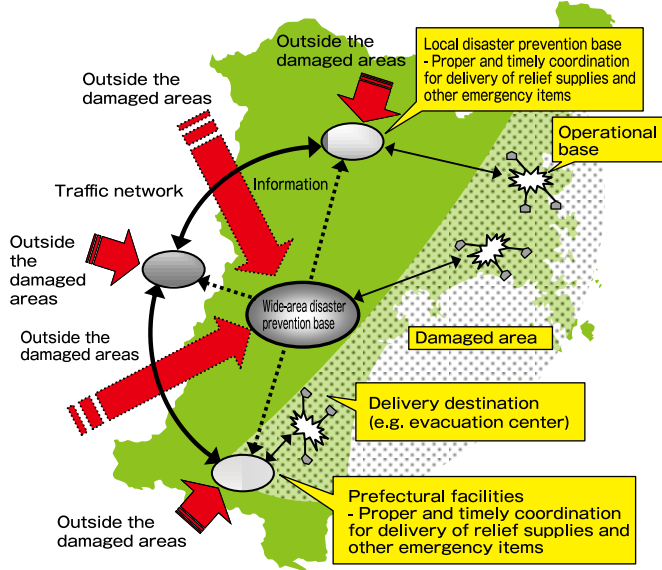 Outside the
damaged areas
Local disaster prevention base
- Proper and timely coordination
for delivery of relief supplies and
other emergency items
Outside the
damaged areas
Operational
base
Traffic network
Information
Outside
the
damaged
areas
Wide-area disaster
prevention base
Outside the
damaged areas
Damaged area
Delivery destination
(e.g. evacuation center)
Prefectural facilities
- Proper and timely coordination
for delivery of relief supplies and
other emergency items
Outside the
damaged areas